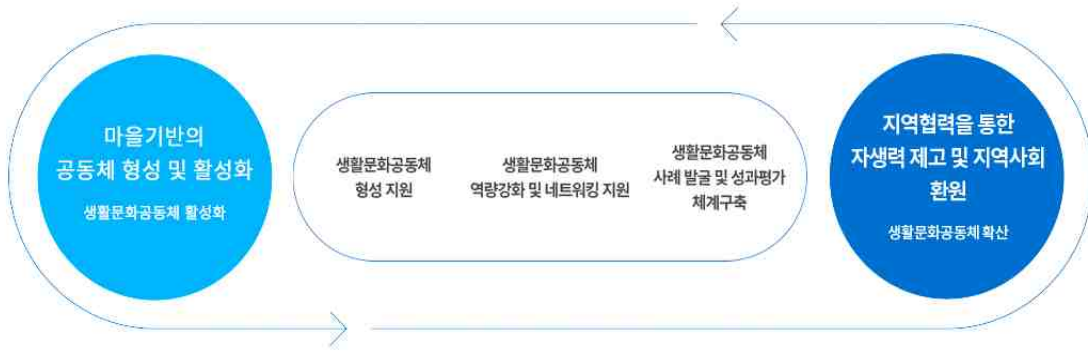 마을기반의
공동체 형성 및 활성화
생활문화공동체 활성화
생활문화공동체
형성 지원
생활문화공동체
역량강화 및 네트워킹 지원
생활문화공동체
사례 발굴 및 성과평가
체계구축
지역협력을 통한
자생력 제고 및 지역사회
환원
생활문화공동체 확산